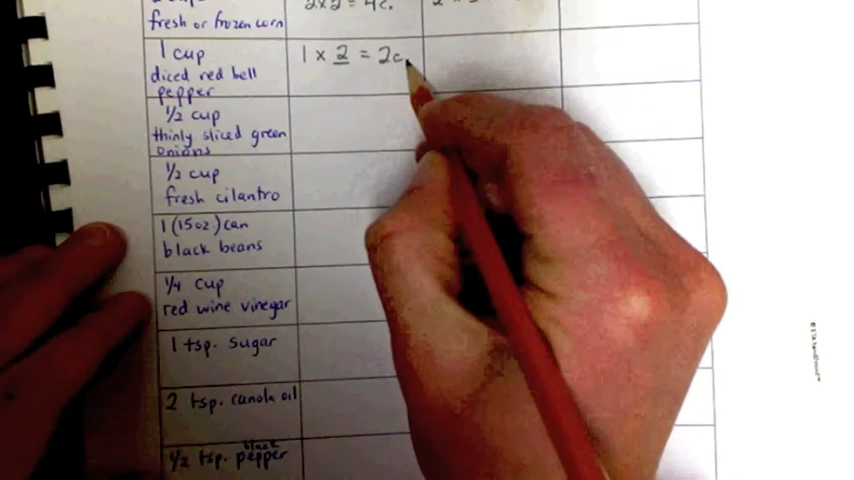 2x2 = 4c.
fresh or frozen corn
1 cup
diced red bell
pepper
1 × 2 = 2c
½ cup
thinly sliced green
onions
½ cup
fresh cilantro
1 (15oz.) can
black beans
¼ cup
red wine vinegar
1 tsp. sugar
2 tsp. canola oil
black
½ tsp. pepper